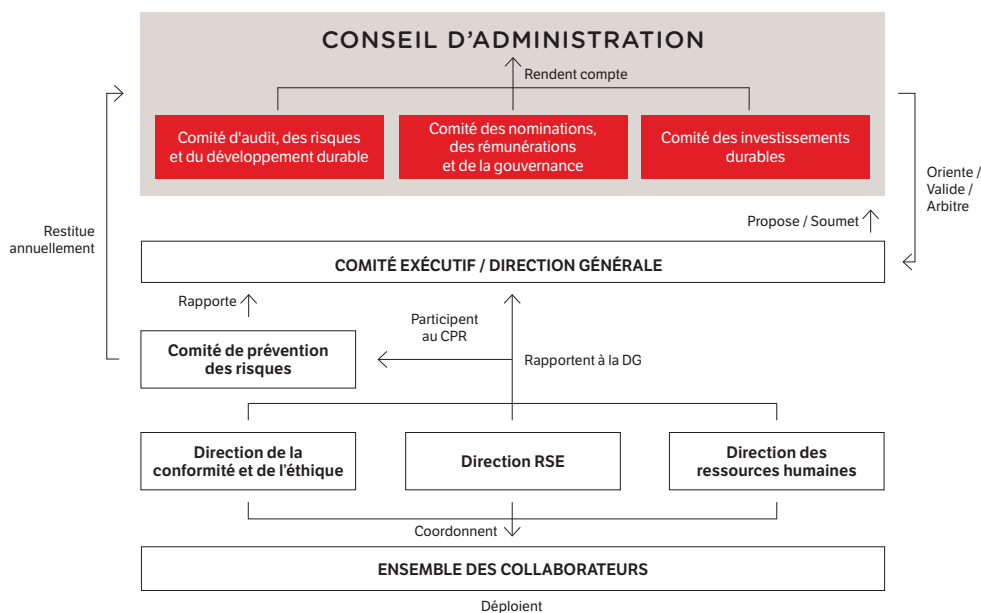 CONSEIL D’ADMINISTRATION
Rendent compte
Comité d'audit, des risques
et du développement durable
Comité des nominations,
des rémunérations
et de la gouvernance
Comité des investissements
durables
Oriente /
Valide /
Arbitre
Restitue
annuellement
Propose / Soumet
COMITÉ EXÉCUTIF / DIRECTION GÉNÉRALE
Rapporte
Participent
au CPR
Rapportent à la DG
Comité de prévention
des risques
Direction de la
conformité et de l’éthique
Direction RSE
Direction des
ressources humaines
Coordonnent
ENSEMBLE DES COLLABORATEURS
Déploient